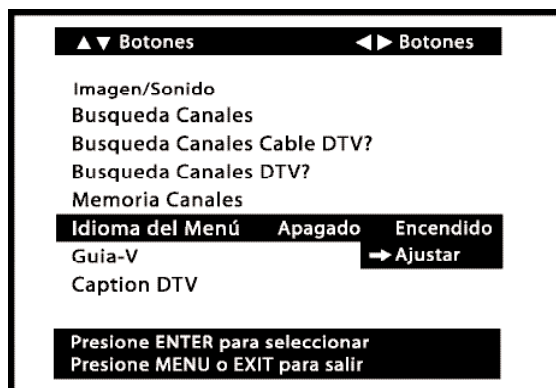 ▲▼ Botones ◀▶ Botones
Imagen/Sonido
Busqueda Canales
Busqueda Canales Cable DTV?
Busqueda Canales DTV?
Memoria Canales
Idioma del Menú Apagado Encendido
Guia-V ➞ Ajustar
Caption DTV
Presione ENTER para seleccionar
Presione MENU o EXIT para salir